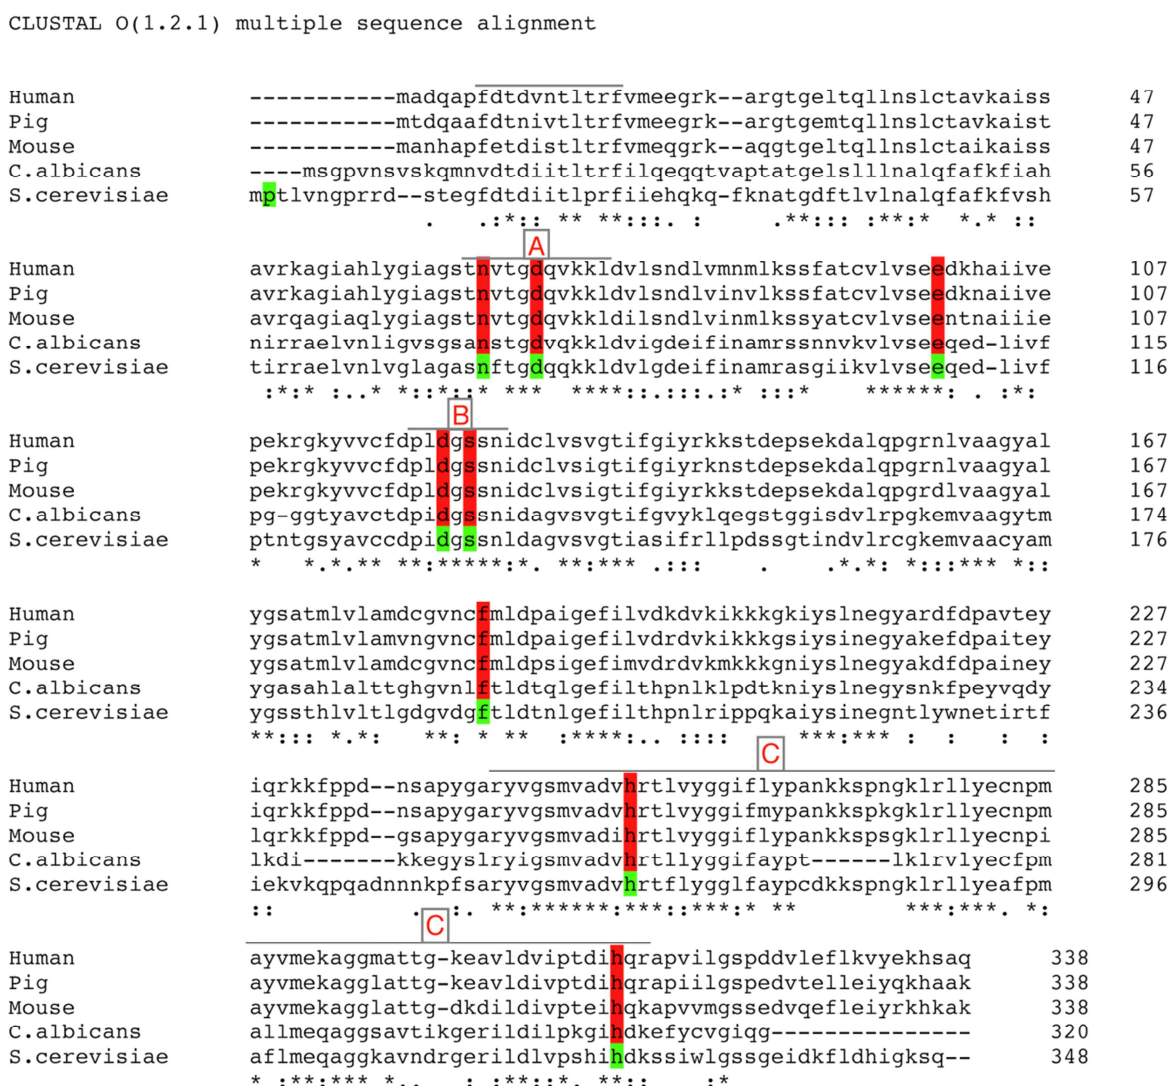 CLUSTAL O(1.2.1) multiple sequence alignment
Human -----------madqapfdtdvntltrfvmeegrk--argtgeltqllnslctavkaiss 47
Pig -----------mtdqaafdtnivtltrfvmeegrk--argtgemtqllnslctavkaist 47
Mouse -----------manhapfetdistltrfvmeqgrk--aqgtgeltqllnslctaikaiss 47
C.albicans ----msgpvnsvskqmnvdtdiitltrfilqeqqtvaptatgelslllnalqfafkfiah 56
S.cerevisiae mptlvngprrd--stegfdtdiitlprfiiehqkq-fknatgdftlvlnalqfafkfvsh 57
. .:*:: ** **:::. : .**::: **:* *.* ::
A
Human avrkagiahlygiagstnvtgdqvkkldvlsndlvmnmlkssfatcvlvseedkhaiive 107
Pig avrkagiahlygiagstnvtgdqvkkldvlsndlvinvlkssfatcvlvseedknaiive 107
Mouse avrqagiaqlygiagstnvtgdqvkkldilsndlvinmlkssyatcvlvseentnaiiie 107
C.albicans nirraelvnligvsgsanstgdvqkkldvigdeifinamrssnnvkvlvseeqed-livf 115
S.cerevisiae tirraelvnlvglagasnftgdqqkkldvlgdeifinamrasgiikvlvseeqed-livf 116
:*:* :..* *::*::* *** ****::.:::.:* :::* ******: . :*:
B
Human pekrgkyvvcfdpldgssnidclvsvgtifgiyrkkstdepsekdalqpgrnlvaagyal 167
Pig pekrgkyvvcfdpldgssnidclvsigtifgiyrknstdepsekdalqpgrnlvaagyal 167
Mouse pekrgkyvvcfdpldgssnidclvsigtifgiyrkkstdepsekdalqpgrdlvaagyal 167
C.albicans pg-ggtyavctdpidgssnidagvsvgtifgvyklqegstggisdvlrpgkemvaagytm 174
S.cerevisiae ptntgsyavccdpidgssnldagvsvgtiasifrllpdssgtindvlrcgkemvaacyam 176
* *.*.** **:*****:*. **:*** .::: . .*.*: *:::*** *::
Human ygsatmlvlamdcgvncfmldpaigefilvdkdvkikkkgkiyslnegyardfdpavtey 227
Pig ygsatmlvlamvngvncfmldpaigefilvdrdvkikkkgsiysinegyakefdpaitey 227
Mouse ygsatmlvlamdcgvncfmldpsigefimvdrdvkmkkkgniyslnegyakdfdpainey 227
C.albicans ygasahlalttghgvnlftldtqlgefilthpnlklpdtkniyslnegysnkfpeyvqdy 234
S.cerevisiae ygssthlvltlgdgvdgftldtnlgefilthpnlrippqkaiysinegntlywnetirtf 236
**::: *.*: **: * ** :****:.. :::: ***:*** : : : :
C
Human iqrkkfppd--nsapygaryvgsmvadvhrtlvyggiflypankkspngklrllyecnpm 285
Pig iqrkkfppd--nsapygaryvgsmvadvhrtlvyggifmypankkspkgklrllyecnpm 285
Mouse lqrkkfppd--gsapygaryvgsmvadihrtlvyggiflypankkspsgklrllyecnpi 285
C.albicans lkdi-------kkegyslryigsmvadvhrtllyggifaypt------lklrvlyecfpm 281
S.cerevisiae iekvkqpqadnnnkpfsaryvgsmvadvhrtflygglfaypcdkkspngklrllyeafpm 296
:: . :. **:******:***::***:* ** ***:***. *:
C
Human ayvmekaggmattg-keavldviptdihqrapvilgspddvleflkvyekhsaq 338
Pig ayvmekagglattg-keavldiviptdihqrapiilgspedvtelleiyqkhaak 338
Mouse ayvmekagglattg-dkdildiviptteihqkapvvmgssedvqefleiyrkhkak 338
C.albicans allmeqaggsavtikgerildilpkgihdkefycvgiqgg--------------- 320
S.cerevisiae aflmeqaggkavndrgerildlvpshihdkssiwlgssgeidkfldhigksq-- 348
* :**:*** *.. : :**::*. **:: :*